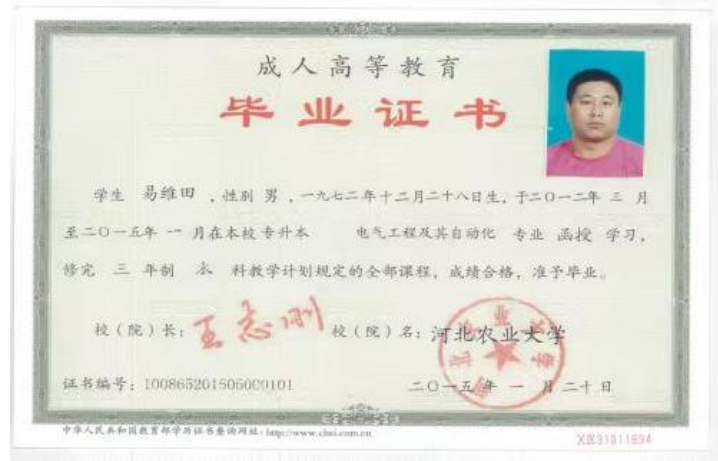 成人高等教育
毕业证书
学生 易维田 ，性别 男 ，一九七二年十二月二十八日生，于二〇一二年 三 月
至二〇一五年 一 月在本校 专升本 电气工程及其自动化 专业 函授 学习，
修完 三 年制 本 科教学计划规定的全部课程，成绩合格，准予毕业。
校（院）长：王志刚 校（院）名：河北农业大学
证书编号：100865201505000101 二〇一五年 一 月二十日
中华人民共和国教育部学历证书查询网址：http://www.chsi.com.cn